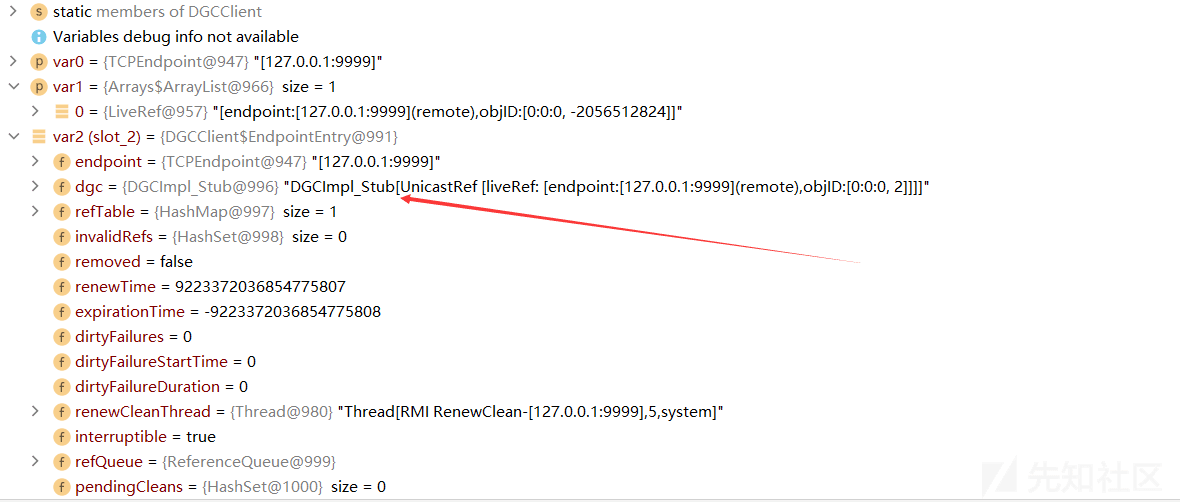 s static members of DGCClient
i Variables debug info not available
p var0 = {TCPEndpoint@947} "[127.0.0.1:9999]"
p var1 = {Arrays$ArrayList@966} size = 1
0 = {LiveRef@957} "[endpoint:[127.0.0.1:9999](remote),objID:[0:0:0, -2056512824]]"
var2 (slot_2) = {DGCClient$EndpointEntry@991}
f endpoint = {TCPEndpoint@947} "[127.0.0.1:9999]"
f dgc = {DGCImpl_Stub@996} "DGCImpl_Stub[UnicastRef [liveRef: [endpoint:[127.0.0.1:9999](remote),objID:[0:0:0, 2]]]]"
f refTable = {HashMap@997} size = 1
f invalidRefs = {HashSet@998} size = 0
f removed = false
f renewTime = 9223372036854775807
f expirationTime = -9223372036854775808
f dirtyFailures = 0
f dirtyFailureStartTime = 0
f dirtyFailureDuration = 0
f renewCleanThread = {Thread@980} "Thread[RMI RenewClean-[127.0.0.1:9999],5,system]"
f interruptible = true
f refQueue = {ReferenceQueue@999}
f pendingCleans = {HashSet@1000} size = 0
先知社区